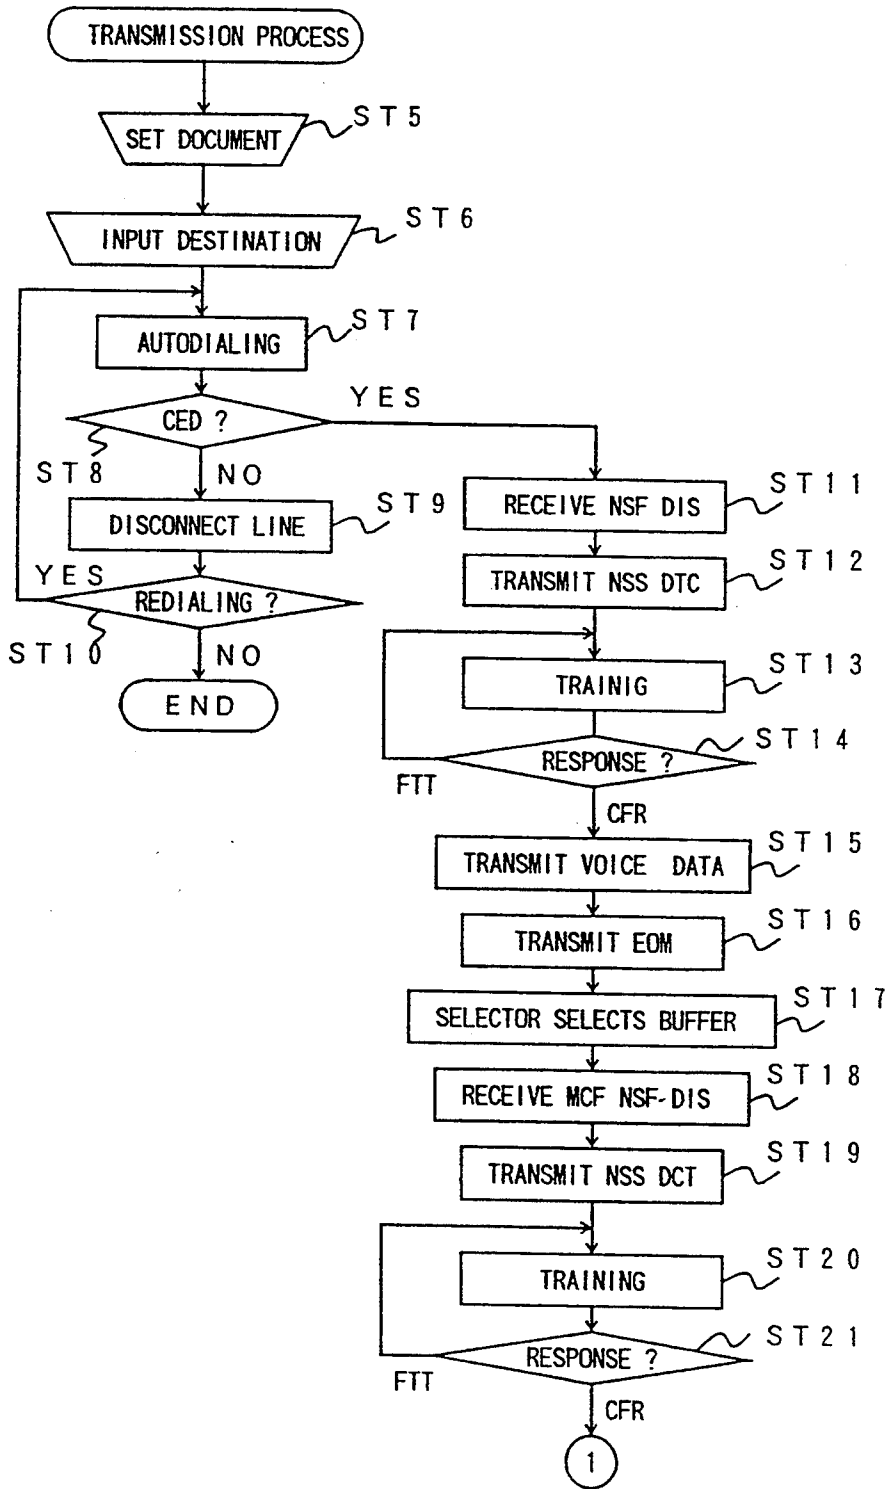 TRANSMISSION PROCESS
SET DOCUMENT
ST5
INPUT DESTINATION
ST6
AUTODIALING
ST7
CED ?
YES
ST8
NO
DISCONNECT LINE
ST9
YES
REDIALING ?
ST10
NO
END
RECEIVE NSF DIS
ST11
TRANSMIT NSS DTC
ST12
TRAINIG
ST13
RESPONSE ?
ST14
FTT
CFR
TRANSMIT VOICE DATA
ST15
TRANSMIT EOM
ST16
SELECTOR SELECTS BUFFER
ST17
RECEIVE MCF NSF-DIS
ST18
TRANSMIT NSS DCT
ST19
TRAINING
ST20
RESPONSE ?
ST21
FTT
CFR
1